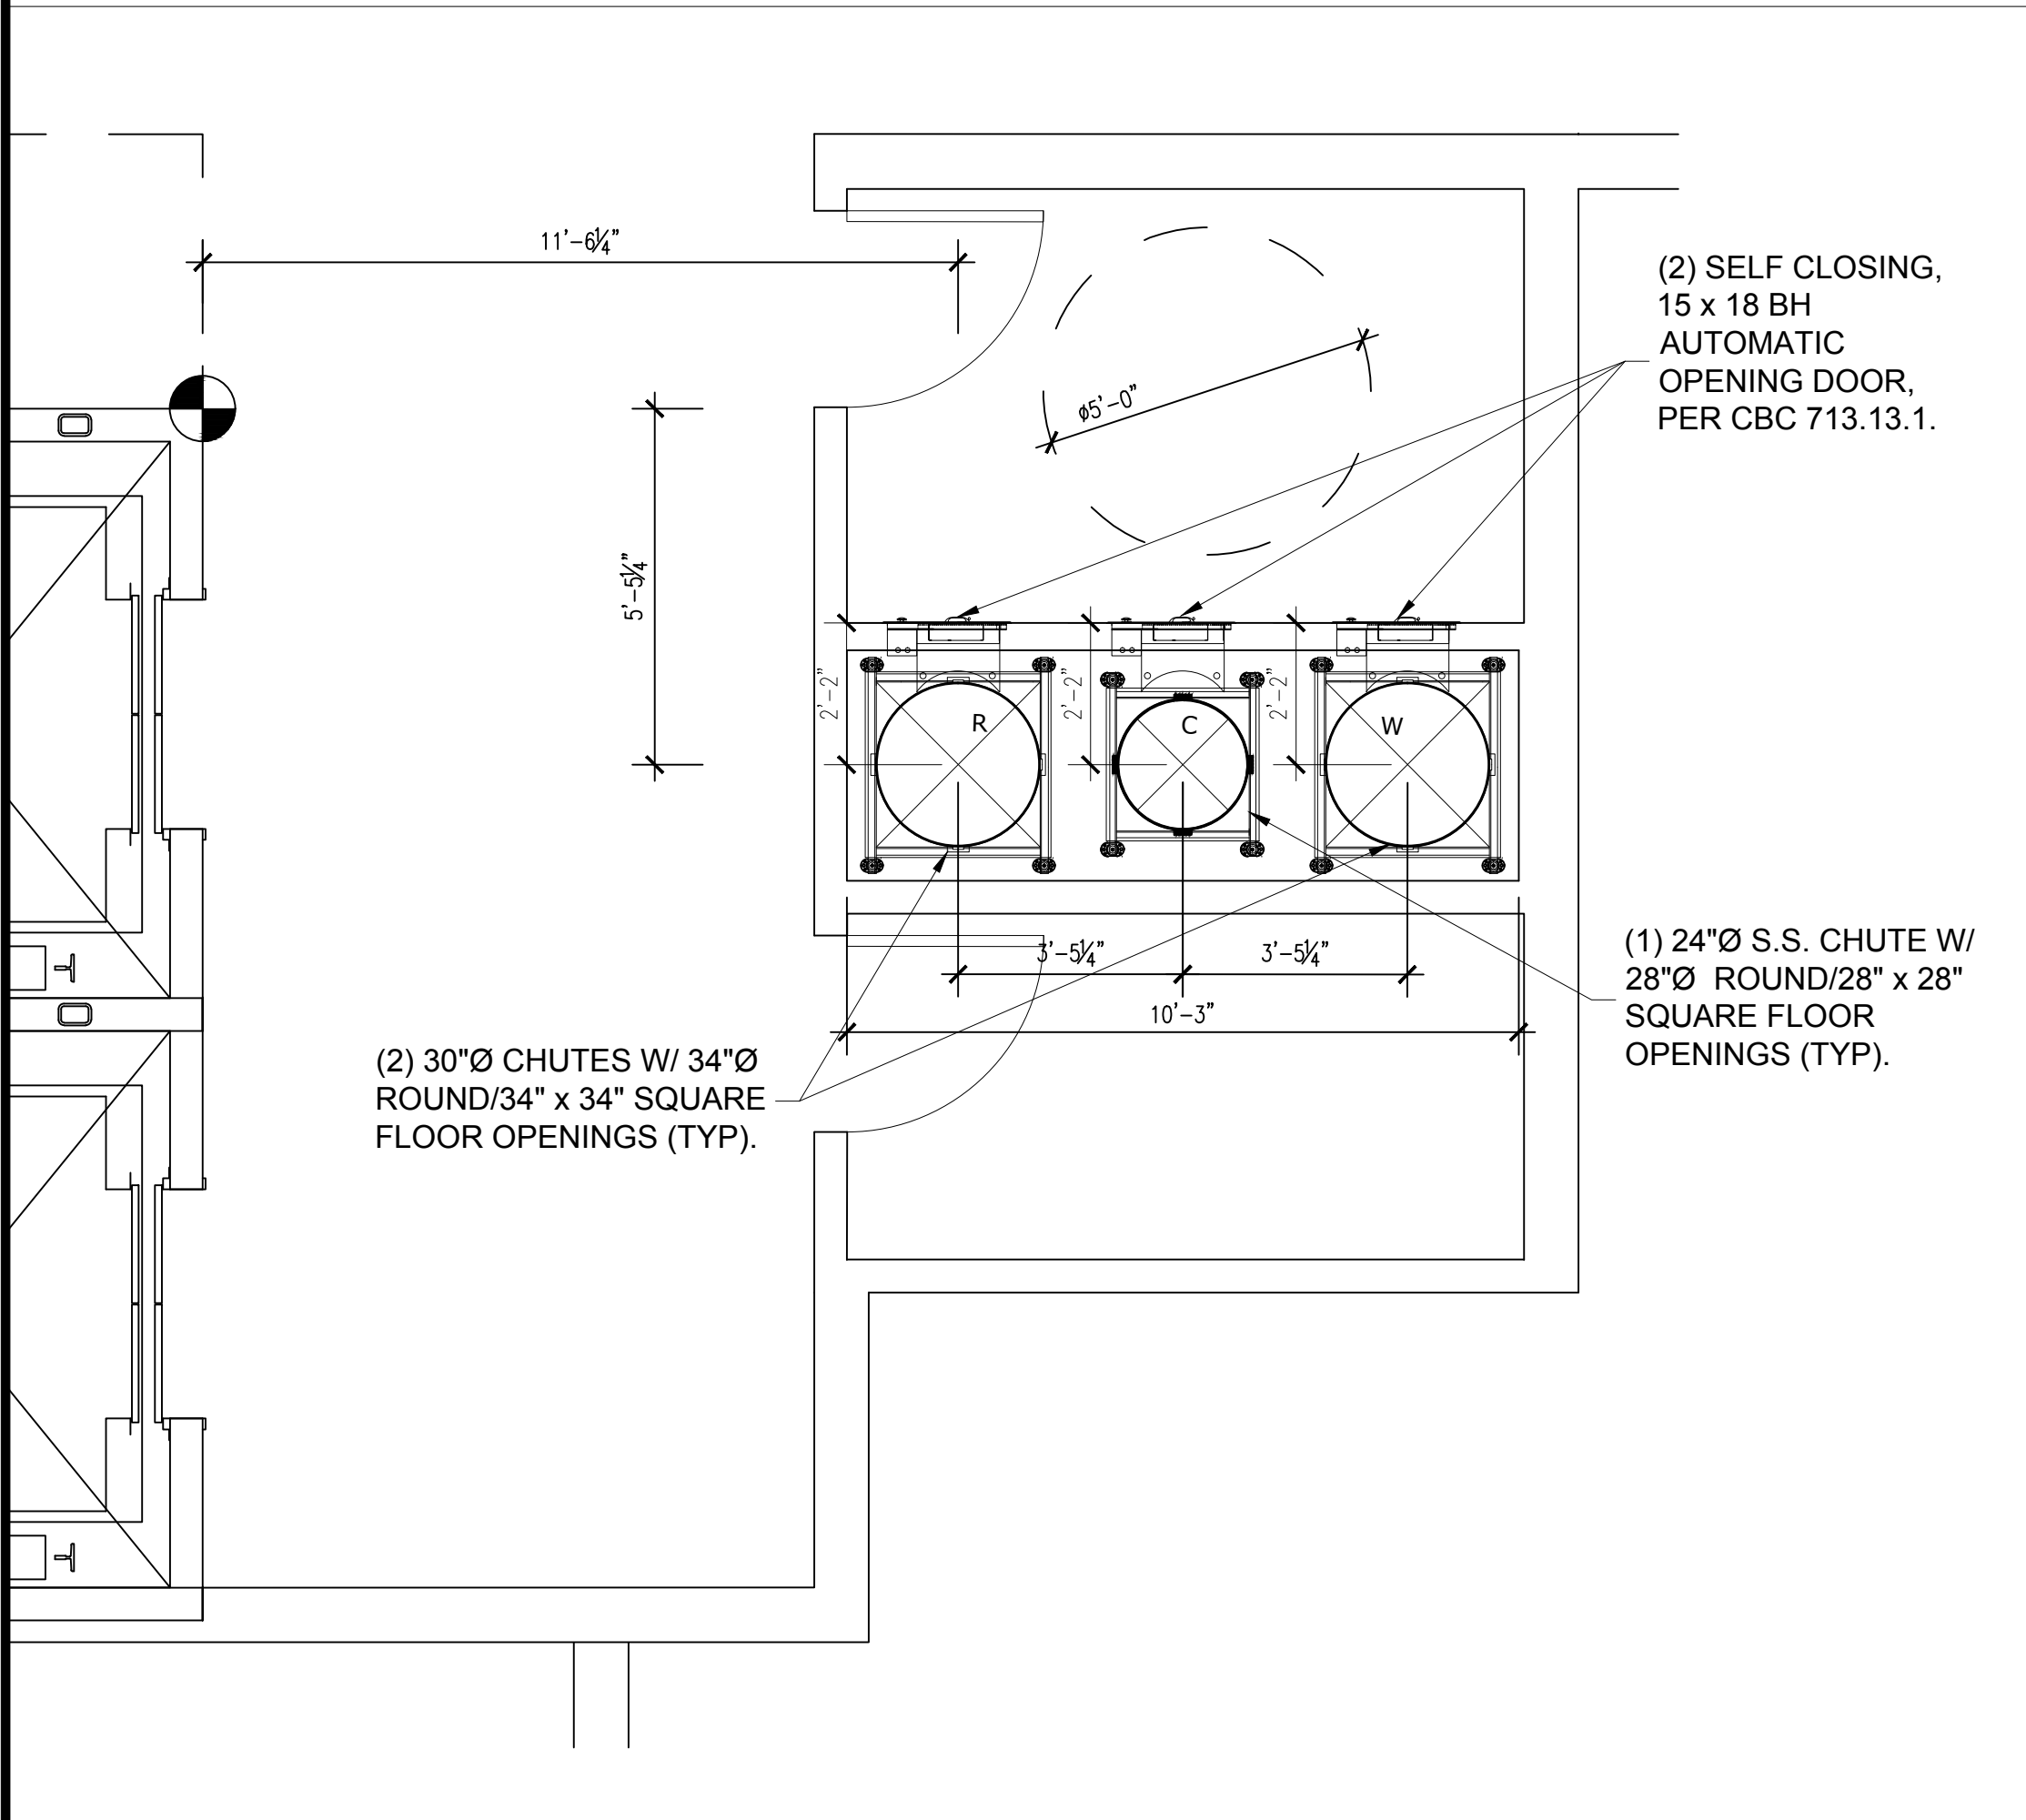 11'-6¼"
(2) SELF CLOSING,
15 x 18 BH
AUTOMATIC
OPENING DOOR,
PER CBC 713.13.1.
ø5'-0"
5'-5¼"
2'-2"
2'-2"
2'-2"
R
C
W
3'-5¼"
3'-5¼"
10'-3"
(1) 24"Ø S.S. CHUTE W/
28"Ø ROUND/28" x 28"
SQUARE FLOOR
OPENINGS (TYP).
(2) 30"Ø CHUTES W/ 34"Ø
ROUND/34" x 34" SQUARE
FLOOR OPENINGS (TYP).